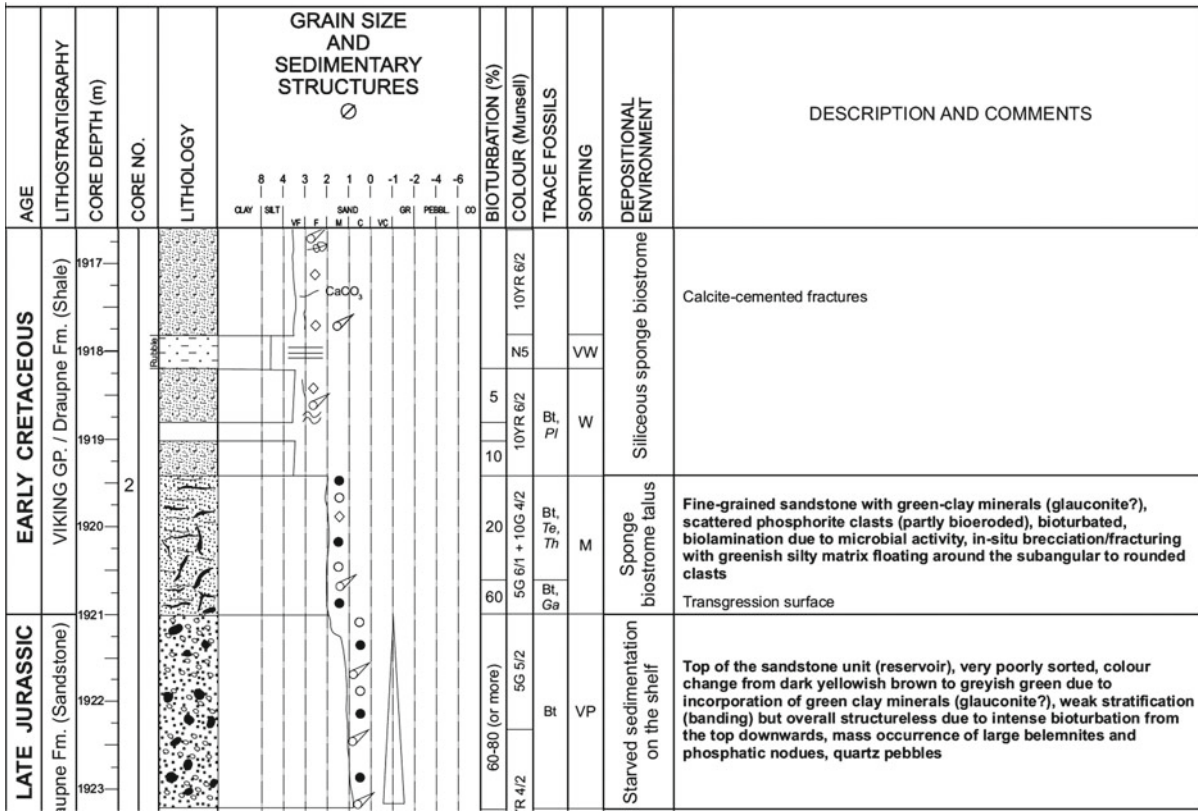 AGE
LITHOSTRATIGRAPHY
CORE DEPTH (m)
CORE NO.
LITHOLOGY
GRAIN SIZE
AND
SEDIMENTARY
STRUCTURES
∅
8 4 3 2 1 0 -1 -2 -4 -6
CLAY SILT SAND GR PEBBL. CO
VF F M C VC
BIOTURBATION (%)
COLOUR (Munsell)
TRACE FOSSILS
SORTING
DEPOSITIONAL
ENVIRONMENT
DESCRIPTION AND COMMENTS
EARLY CRETACEOUS
VIKING GP. / Draupne Fm. (Shale)
1917
1918
1919
1920
1921
1922
1923
2
Rubble
CaCO3
10YR 6/2
Siliceous sponge biostrome
Calcite-cemented fractures
N5
VW
5
10
10YR 6/2
Bt,
Pl
W
20
60
5G 6/1 + 10G 4/2
Bt,
Te,
Th
Bt,
Ga
M
Sponge
biostrome talus
Fine-grained sandstone with green-clay minerals (glauconite?),
scattered phosphorite clasts (partly bioeroded), bioturbated,
biolamination due to microbial activity, in-situ brecciation/fracturing
with greenish silty matrix floating around the subangular to rounded
clasts
Transgression surface
LATE JURASSIC
aupne Fm. (Sandstone)
60-80 (or more)
5G 5/2
R 4/2
Bt
VP
Starved sedimentation
on the shelf
Top of the sandstone unit (reservoir), very poorly sorted, colour
change from dark yellowish brown to greyish green due to
incorporation of green clay minerals (glauconite?), weak stratification
(banding) but overall structureless due to intense bioturbation from
the top downwards, mass occurrence of large belemnites and
phosphatic nodues, quartz pebbles